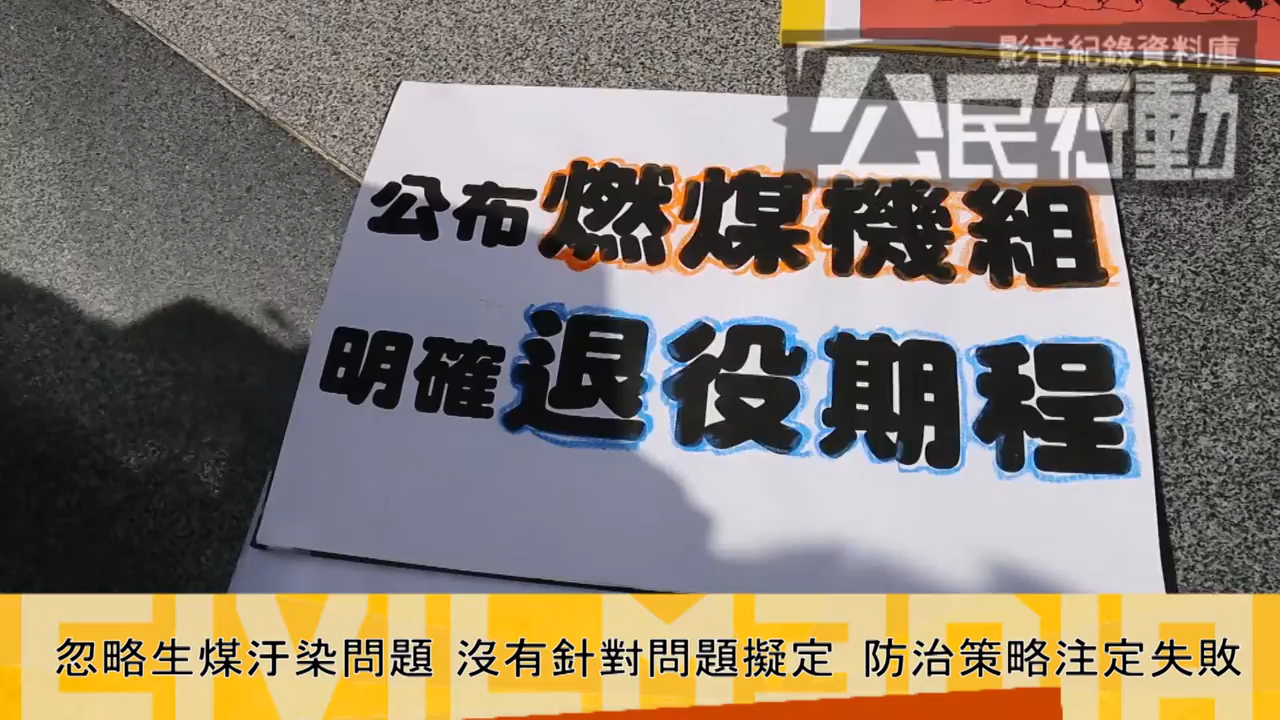 影音紀錄資料庫
公民行動
公布燃煤機組
明確退役期程
忽略生煤汙染問題 沒有針對問題擬定 防治策略注定失敗